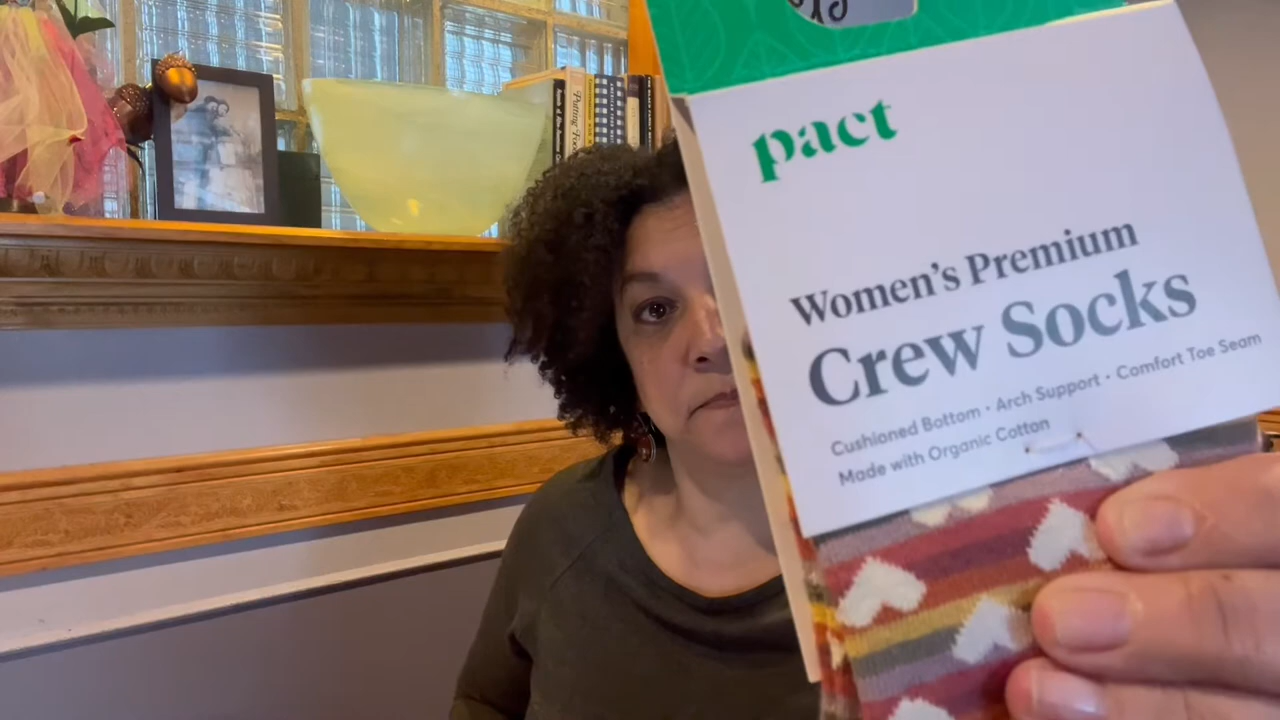 pact
Women's Premium
Crew Socks
Cushioned Bottom • Arch Support • Comfort Toe Seam
Made with Organic Cotton